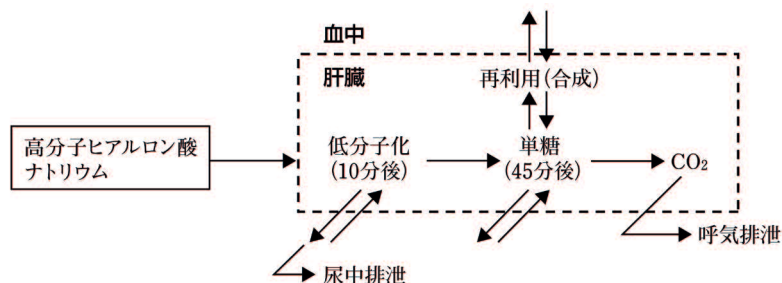 血中
肝臓
再利用(合成)
高分子ヒアルロン酸
ナトリウム
低分子化
(10分後)
単糖
(45分後)
CO₂
呼気排泄
尿中排泄